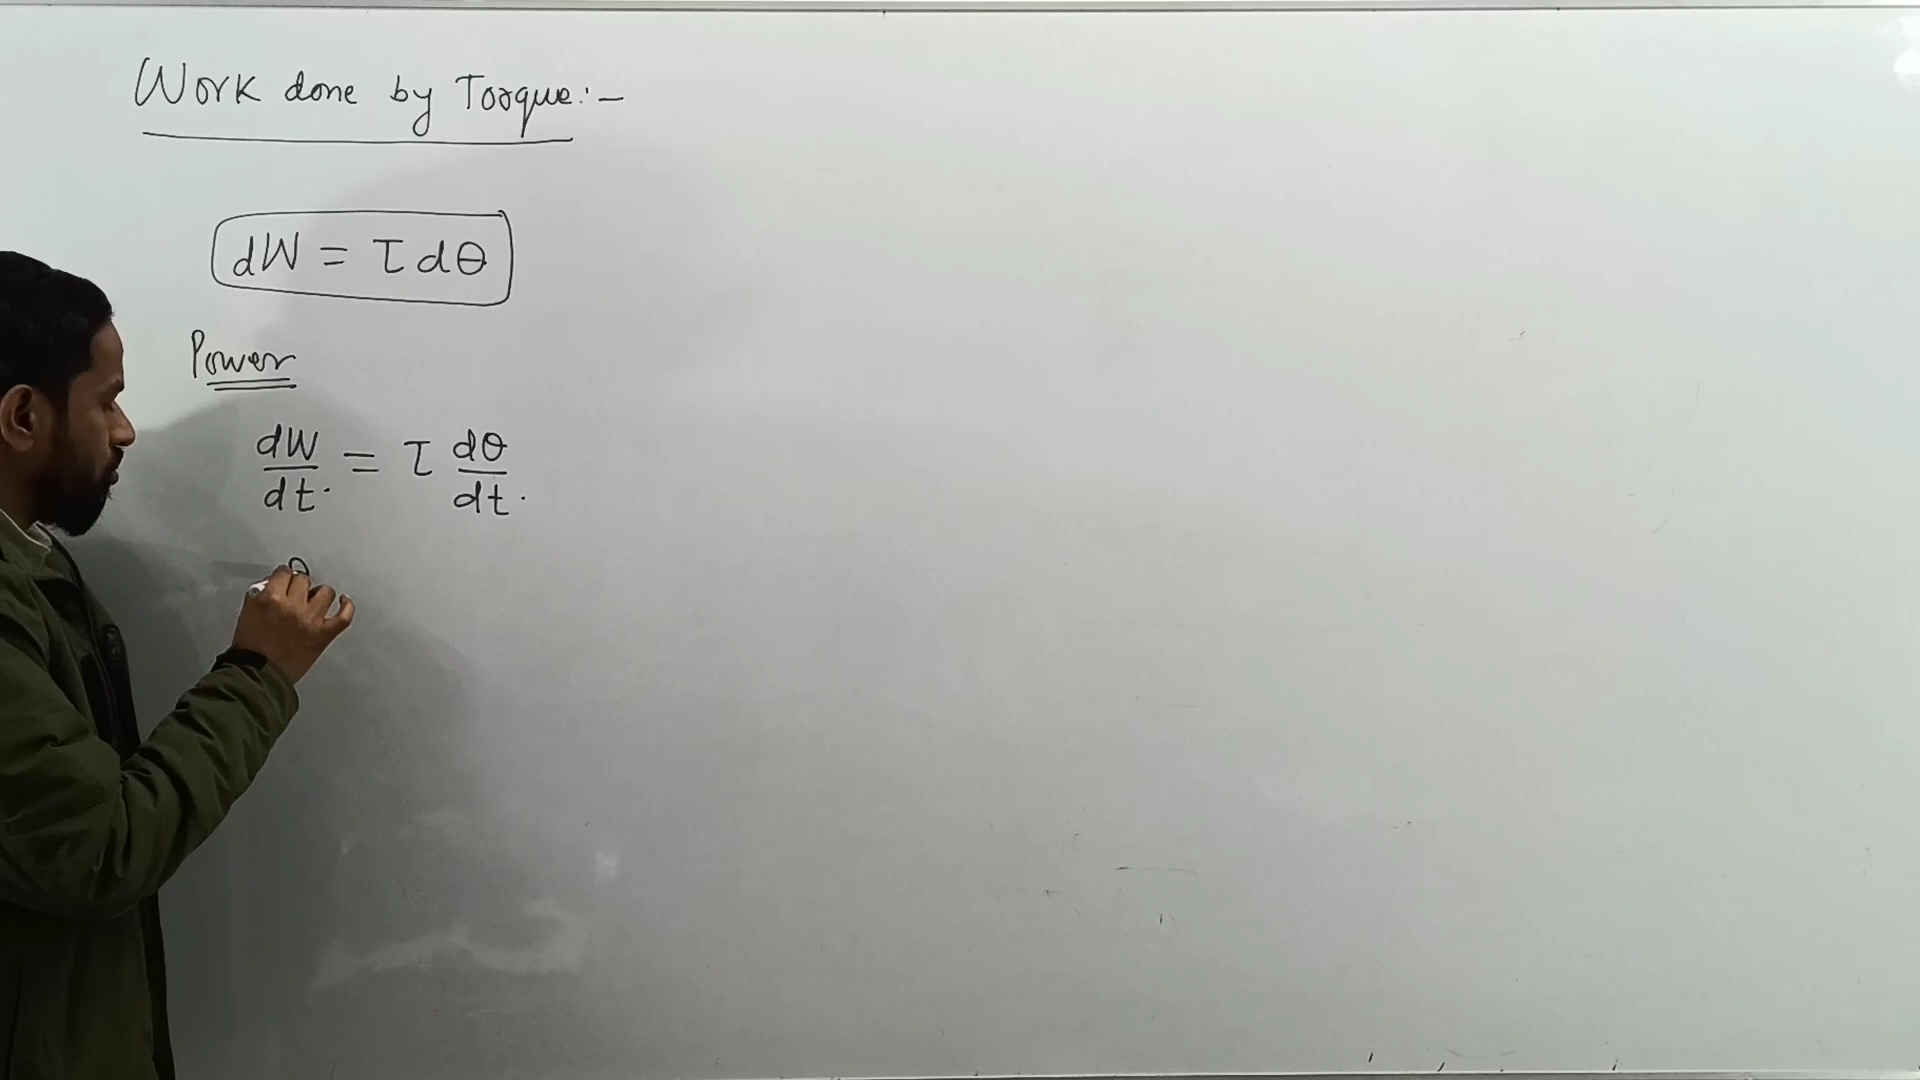 Work done by Torque:-
dW = τ dθ
Power
dW/dt. = τ dθ/dt.